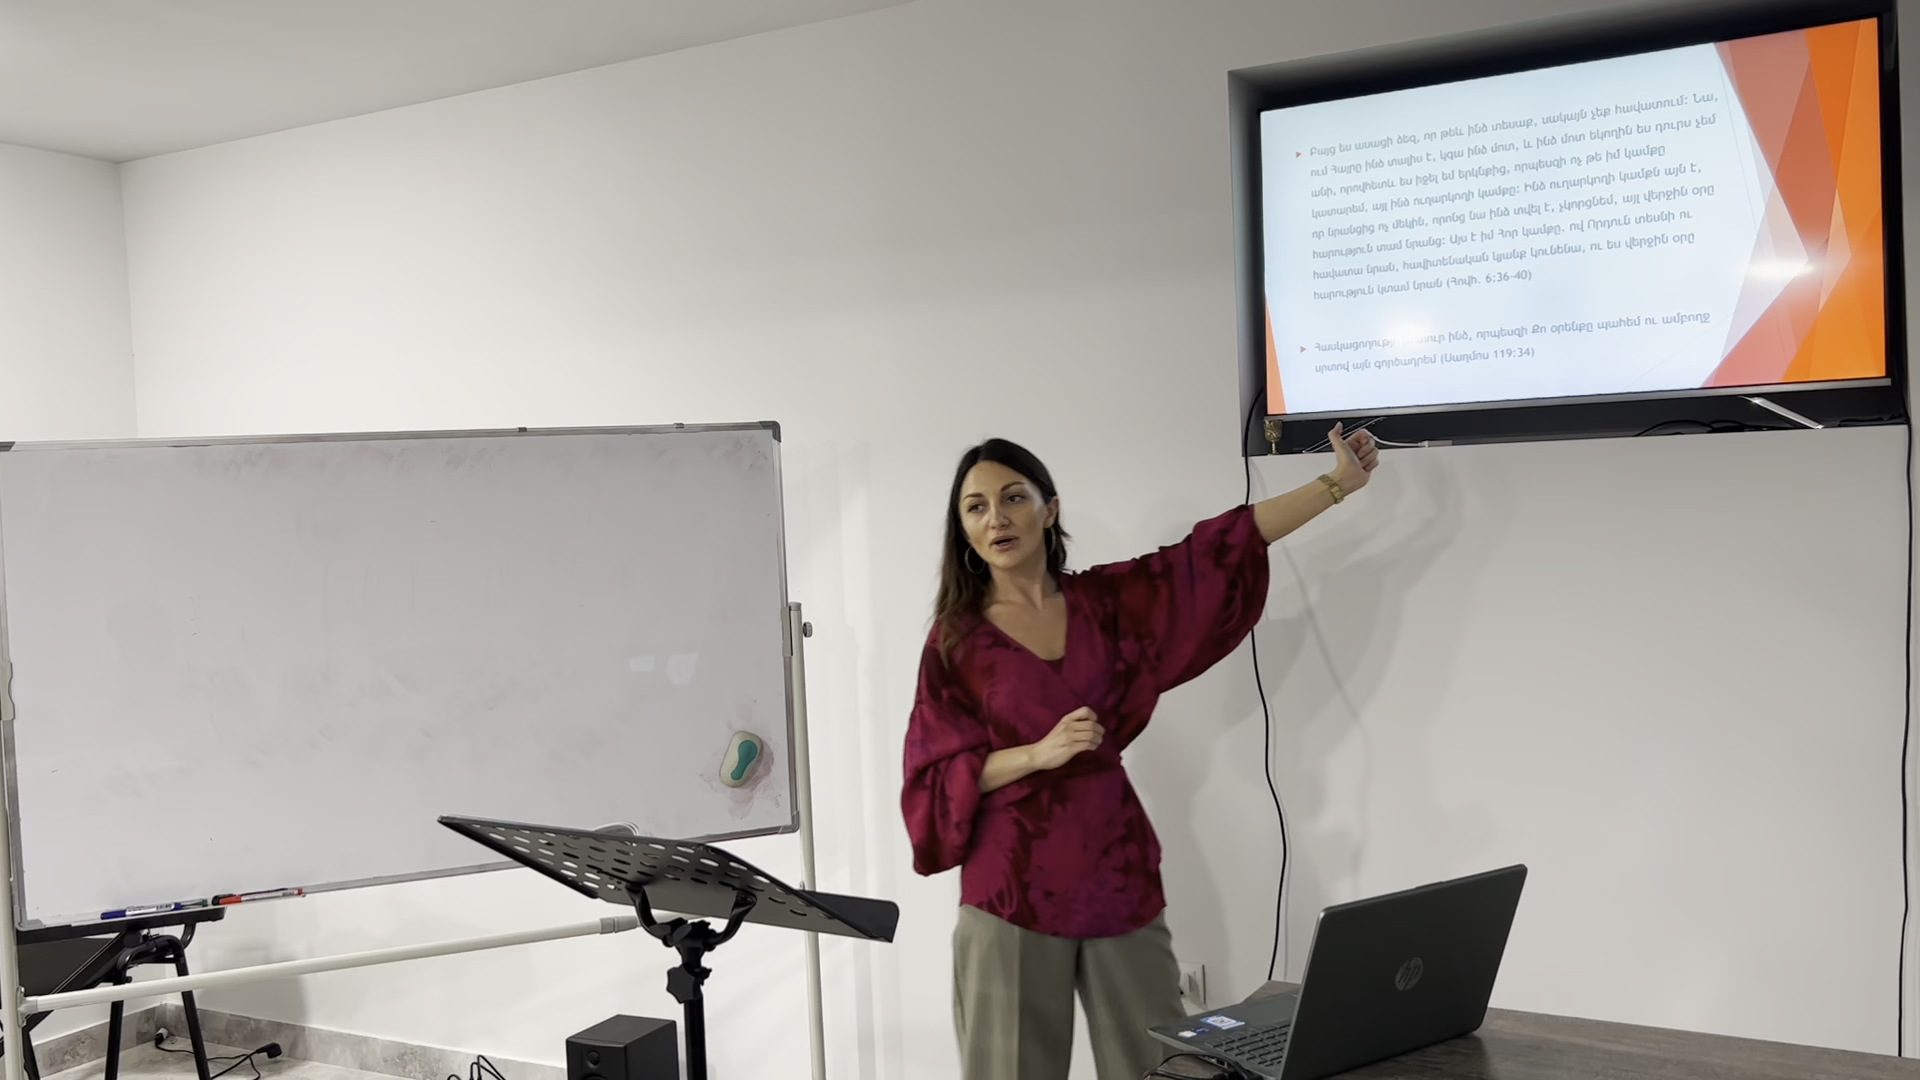 Բայց ես ասացի ձեզ, որ թեև ինձ տեսաք, սակայն չեք հավատում: Նա,
ում Հայրը ինձ տալիս է, կգա ինձ մոտ, և ինձ մոտ եկողին ես դուրս չեմ
անի, որովհետև ես իջել եմ երկնքից, որպեսզի ոչ թե իմ կամքը
կատարեմ, այլ ինձ ուղարկողի կամքը: Ինձ ուղարկողի կամքն այն է,
որ նրանցից ոչ մեկին, որոնց նա ինձ տվել է, չկորցնեմ, այլ վերջին օրը
հարություն տամ նրանց: Այս է իմ Հոր կամքը. ով Որդուն տեսնի ու
հավատա նրան, հավիտենական կյանք կունենա, ու ես վերջին օրը
հարություն կտամ նրան (Հովհ. 6:36-40)
տուր ինձ, որպեսզի Քո օրենքը պահեմ ու ամբողջ
սրտով այն գործադրեմ (Սաղմոս 119:34)
hp